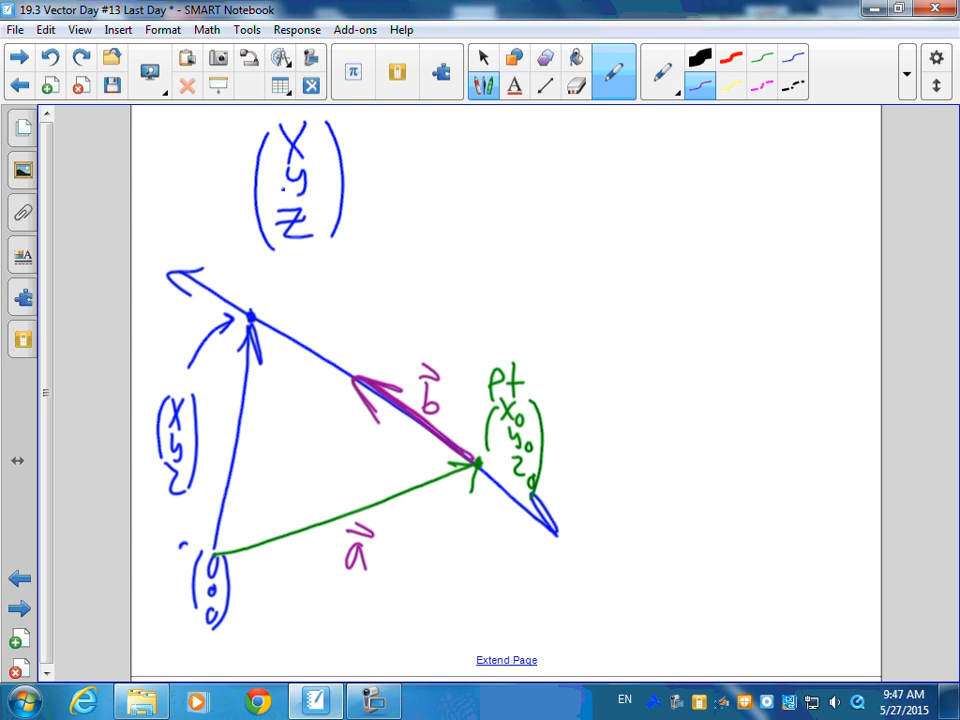 19.3 Vector Day #13 Last Day * - SMART Notebook
File Edit View Insert Format Math Tools Response Add-ons Help
π
A
X
y
z
b
pt
X0
y0
z0
X
y
z
a
0
0
0
Extend Page
EN
9:47 AM
5/27/2015